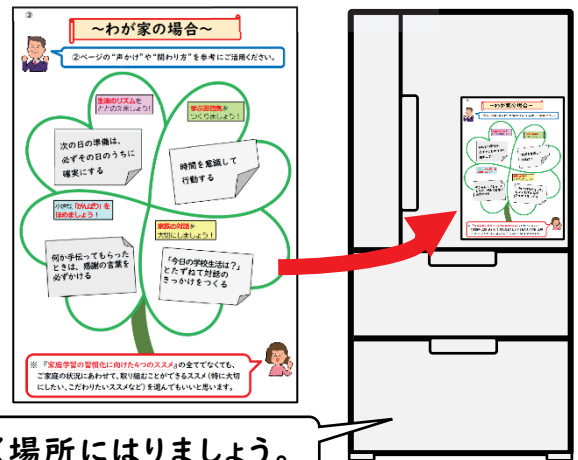 ③
～わが家の場合～
②ページの“声かけ”や“関わり方”を参考にご活用ください。
生活のリズムを
ととのえましょう！
学ぶ雰囲気を
つくりましょう！
次の日の準備は、
必ずその日のうちに
確実にする
時間を意識して
行動する
小さな「がんばり」を
ほめましょう！
家族の対話を
大切にしましょう！
何か手伝ってもらった
ときは、感謝の言葉を
必ずかける
「今日の学校生活は？」
とたずねて対話の
きっかけをつくる
※ 『家庭学習の習慣化に向けた4つのススメ』の全てでなくても、
ご家庭の状況にあわせて、取り組むことができるススメ（特に大切
にしたい、こだわりたいススメなど）を選んでもいいと思います。
～わが家の場合～
場所にはりましょう。